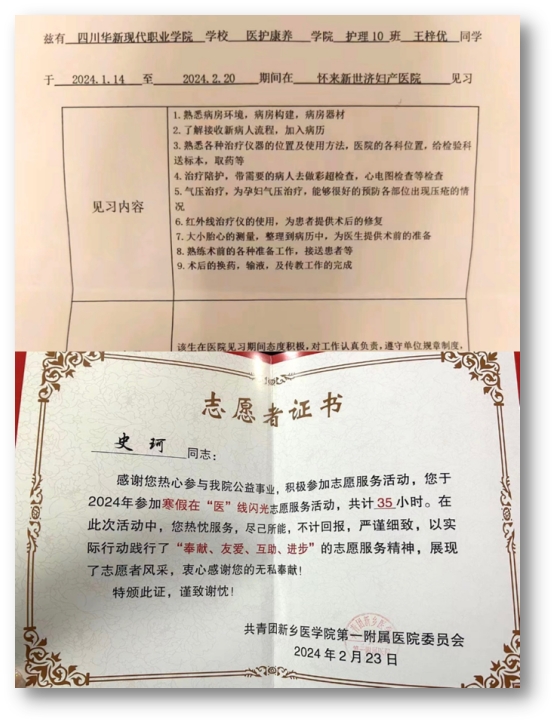 兹有 四川华新现代职业学院 学校 医护康养 学院 护理10 班 王梓优 同学
于 2024.1.14 至 2024.2.20 期间在 怀来新世济妇产医院 见习
见习内容
1.熟悉病房环境，病房构建，病房器材
2.了解接收新病人流程，加入病历
3.熟悉各种治疗仪器的位置及使用方法，医院的各科位置，给检验科
送标本，取药等
4.治疗陪护，带需要的病人去做彩超检查，心电图检查等检查
5.气压治疗，为孕妇气压治疗，能够很好的预防各部位出现压疮的情
况
6.红外线治疗仪的使用，为患者提供术后的修复
7.大小胎心的测量，整理到病历中，为医生提供术前的准备
8.熟练术前的各种准备工作，接送患者等
9.术后的换药，输液，及传教工作的完成
该生在医院见习期间态度积极，对工作认真负责，遵守单位规章制度，
志愿者证书
史珂 同志：
感谢您热心参与我院公益事业，积极参加志愿服务活动，您于
2024年参加寒假在“医”线闪光志愿服务活动，共计 35 小时。在
此次活动中，您热忱服务，尽己所能，不计回报，严谨细致，以实
际行动践行了“奉献、友爱、互助、进步”的志愿服务精神，展现
了志愿者风采，衷心感谢您的无私奉献！
特颁此证，谨致谢忱！
共青团新乡医学院第一附属医院委员会
2024年2月23日